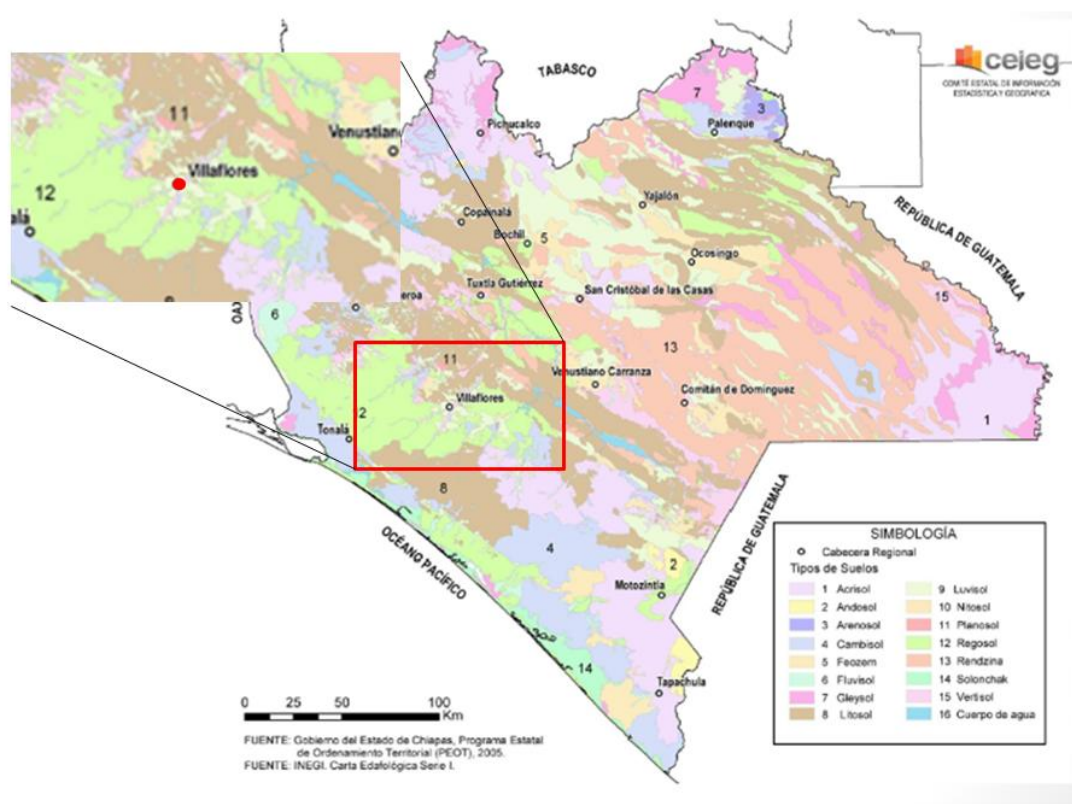 ceieg
COMITÉ ESTATAL DE INFORMACIÓN
ESTADÍSTICA Y GEOGRÁFICA
TABASCO
7
3
Palenque
Pichucalco
11
Venustian
Villaflores
12
alá
Yajalón
REPÚBLICA DE GUATEMALA
Copainalá
Bochil
5
Ocosingo
Tuxtla Gutiérrez
San Cristóbal de las Casas
15
OAX
eroa
6
13
11
Venustiano Carranza
Villaflores
Comitán de Domínguez
2
Tonalá
1
8
OCÉANO PACÍFICO
4
2
Motozintla
REPÚBLICA DE GUATEMALA
14
Tapachula
SIMBOLOGÍA
Cabecera Regional
Tipos de Suelos
1 Acrisol
2 Andosol
3 Arenosol
4 Cambisol
5 Feozem
6 Fluvisol
7 Gleysol
8 Litosol
9 Luvisol
10 Nitosol
11 Planosol
12 Regosol
13 Rendzina
14 Solonchak
15 Vertisol
16 Cuerpo de agua
0 25 50 100
Km
FUENTE: Gobierno del Estado de Chiapas, Programa Estatal
de Ordenamiento Territorial (PEOT), 2005.
FUENTE: INEGI. Carta Edafológica Serie I.